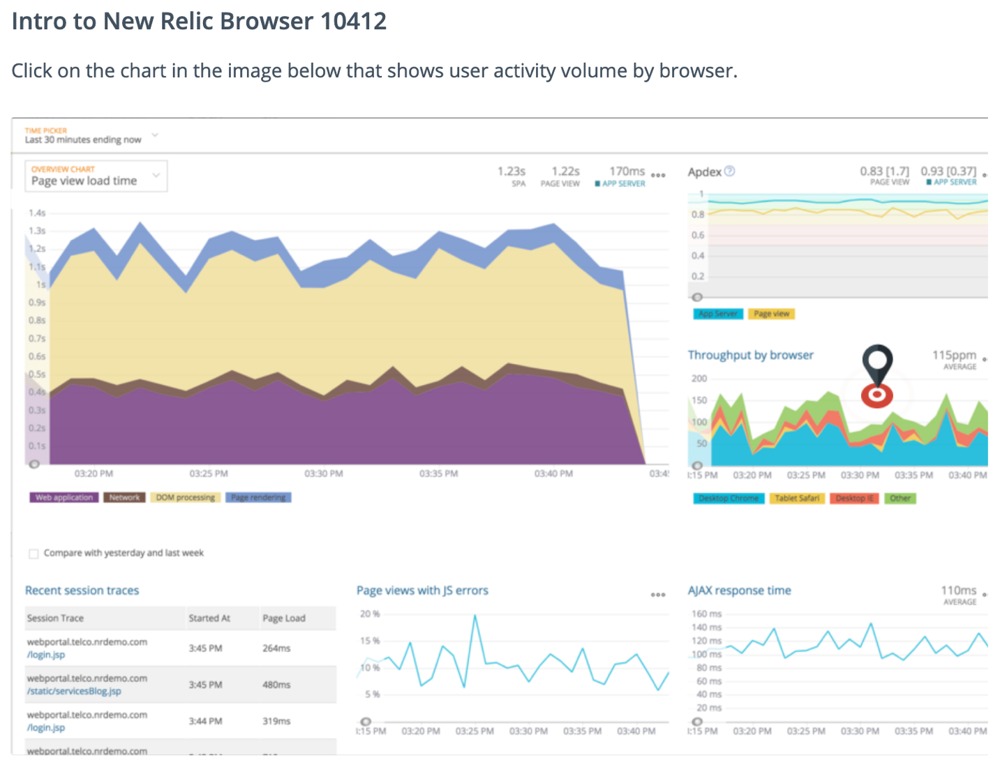 Intro to New Relic Browser 10412
Click on the chart in the image below that shows user activity volume by browser.
TIME PICKER
Last 30 minutes ending now
OVERVIEW CHART
Page view load time
1.23s 1.22s 170ms
SPA PAGE VIEW APP SERVER
1.4s
1.3s
1.2s
1.1s
1s
0.9s
0.8s
0.7s
0.6s
0.5s
0.4s
0.3s
0.2s
0.1s
03:20 PM 03:25 PM 03:30 PM 03:35 PM 03:40 PM 03:4
Web application Network DOM processing Page rendering
Apdex ?
0.83 [1.7] 0.93 [0.37]
PAGE VIEW APP SERVER
1
0.8
0.6
0.4
0.2
App Server Page view
Throughput by browser
115ppm
AVERAGE
200
150
100
50
:15 PM 03:20 PM 03:25 PM 03:30 PM 03:35 PM 03:40 PM
Desktop Chrome Tablet Safari Desktop IE Other
Compare with yesterday and last week
Recent session traces
Session Trace Started At Page Load
webportal.telco.nrdemo.com
/login.jsp 3:45 PM 264ms
webportal.telco.nrdemo.com
/static/servicesBlog.jsp 3:45 PM 480ms
webportal.telco.nrdemo.com
/login.jsp 3:44 PM 319ms
webportal.telco.nrdemo.com
Page views with JS errors
20 %
15 %
10 %
5 %
:15 PM 03:20 PM 03:25 PM 03:30 PM 03:35 PM 03:40 PM
AJAX response time
110ms
AVERAGE
160 ms
140 ms
120 ms
100 ms
80 ms
60 ms
40 ms
20 ms
:15 PM 03:20 PM 03:25 PM 03:30 PM 03:35 PM 03:40 PM